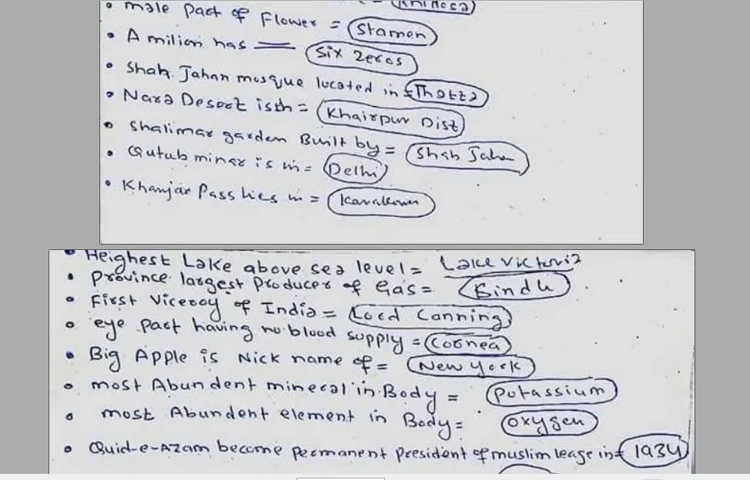 • male part of Flower = Stamen
• A milion has — Six Zeros
• Shah Jahan mosque located in = Thatta
• Nara Desert is in = Khairpur Dist
• Shalimar garden Built by = Shah Jahan
• Qutub minar is in = Delhi
• Khanjar Pass lies in =
• Heighest Lake above sea level = Lake Victoria
• Province largest Producer of Gas = Sindh
• First Viceroy of India = Lord Canning
• eye part having no blood supply = Cornea
• Big Apple is Nick name of = New York
• most Abundent mineral in Body = Potassium
• most Abundent element in Body = Oxygen
• Quid-e-Azam become permanent president of muslim leage in = 1934